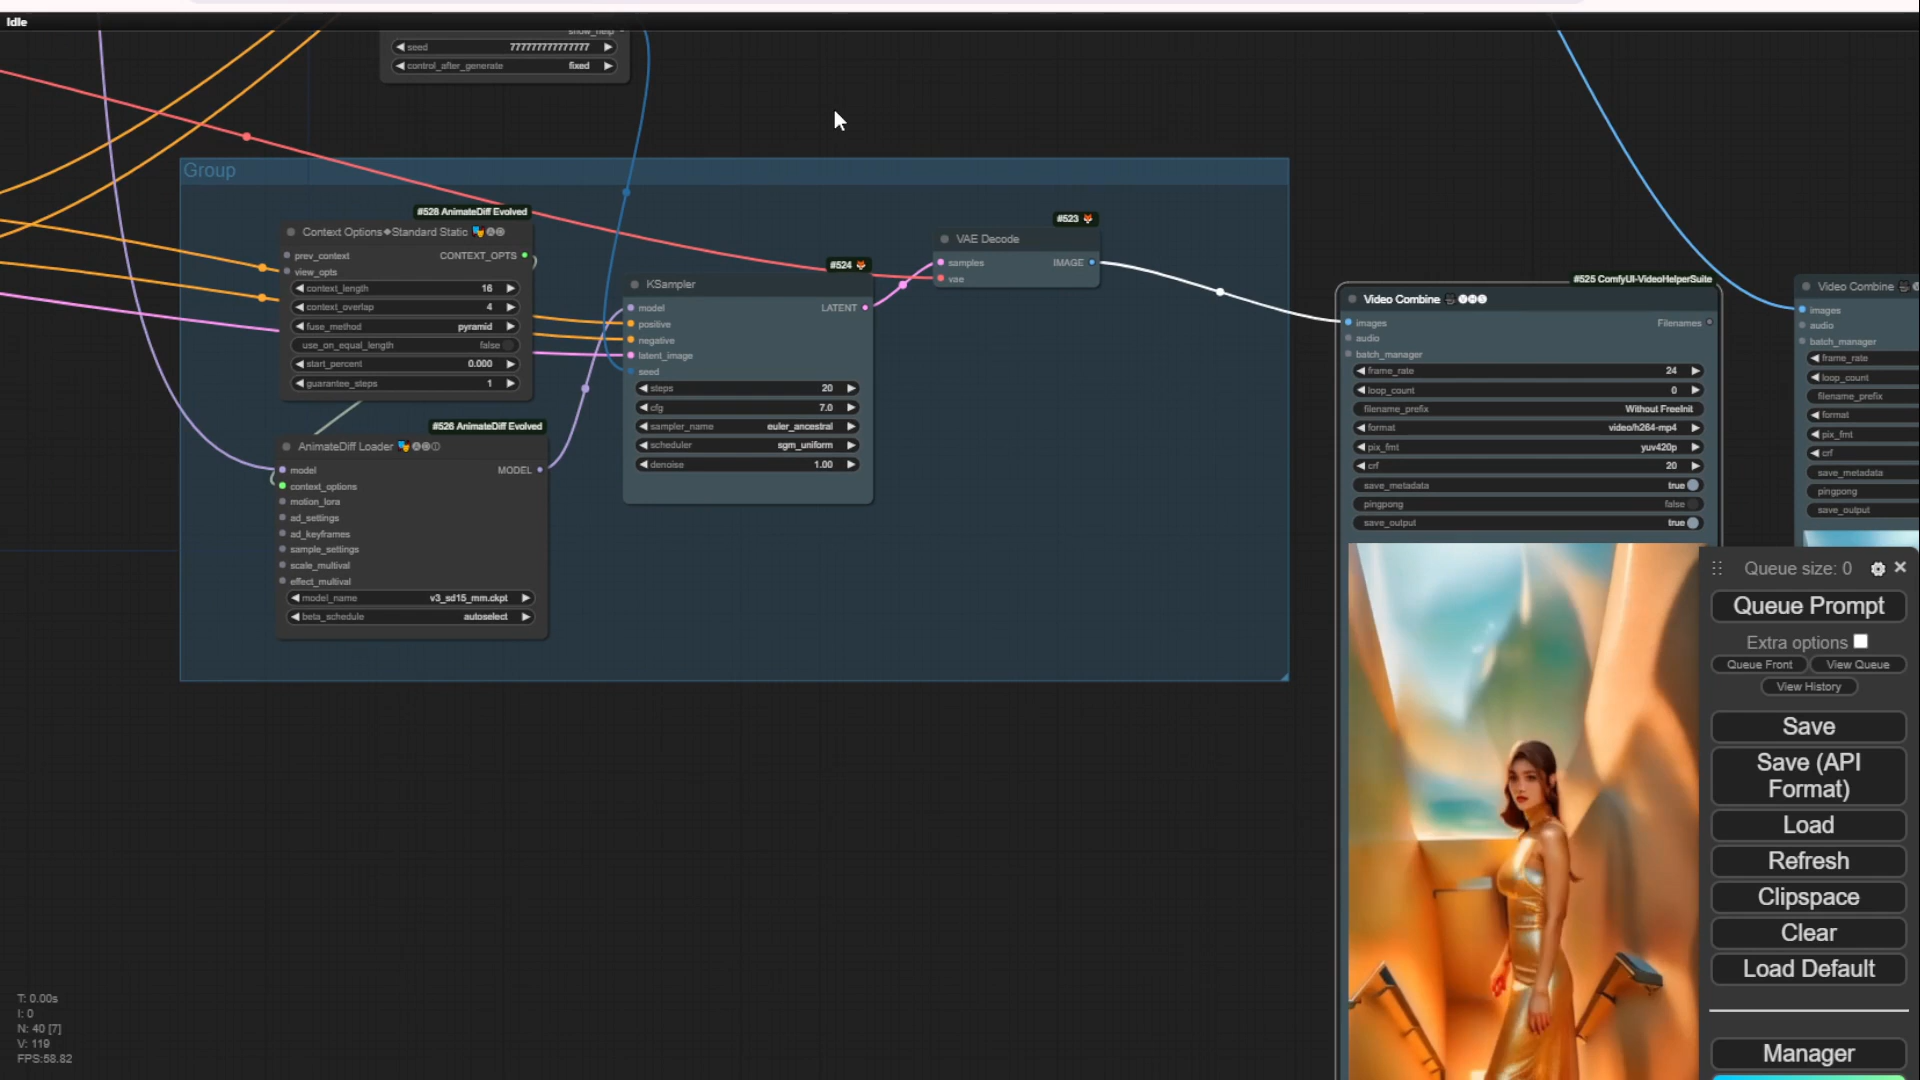 Idle
show_help
seed 77777777777777
control_after_generate fixed
Group
#528 AnimateDiff Evolved
Context Options◆Standard Static
prev_context CONTEXT_OPTS
view_opts
context_length 16
context_overlap 4
fuse_method pyramid
use_on_equal_length false
start_percent 0.000
guarantee_steps 1
#526 AnimateDiff Evolved
AnimateDiff Loader
model MODEL
context_options
motion_lora
ad_settings
ad_keyframes
sample_settings
scale_multival
effect_multival
model_name v3_sd15_mm.ckpt
beta_schedule autoselect
#524
KSampler
model LATENT
positive
negative
latent_image
seed
steps 20
cfg 7.0
sampler_name euler_ancestral
scheduler sgm_uniform
denoise 1.00
#523
VAE Decode
samples IMAGE
vae
#525 ComfyUI-VideoHelperSuite
Video Combine VHS
images Filenames
audio
batch_manager
frame_rate 24
loop_count 0
filename_prefix Without FreeInit
format video/h264-mp4
pix_fmt yuv420p
crf 20
save_metadata true
pingpong false
save_output true
Video Combine
images
audio
batch_manager
frame_rate
loop_count
filename_prefix
format
pix_fmt
crf
save_metadata
pingpong
save_output
Queue size: 0
Queue Prompt
Extra options
Queue Front View Queue
View History
Save
Save (API
Format)
Load
Refresh
Clipspace
Clear
Load Default
Manager
T: 0.00s
I: 0
N: 40 [7]
V: 119
FPS:58.82